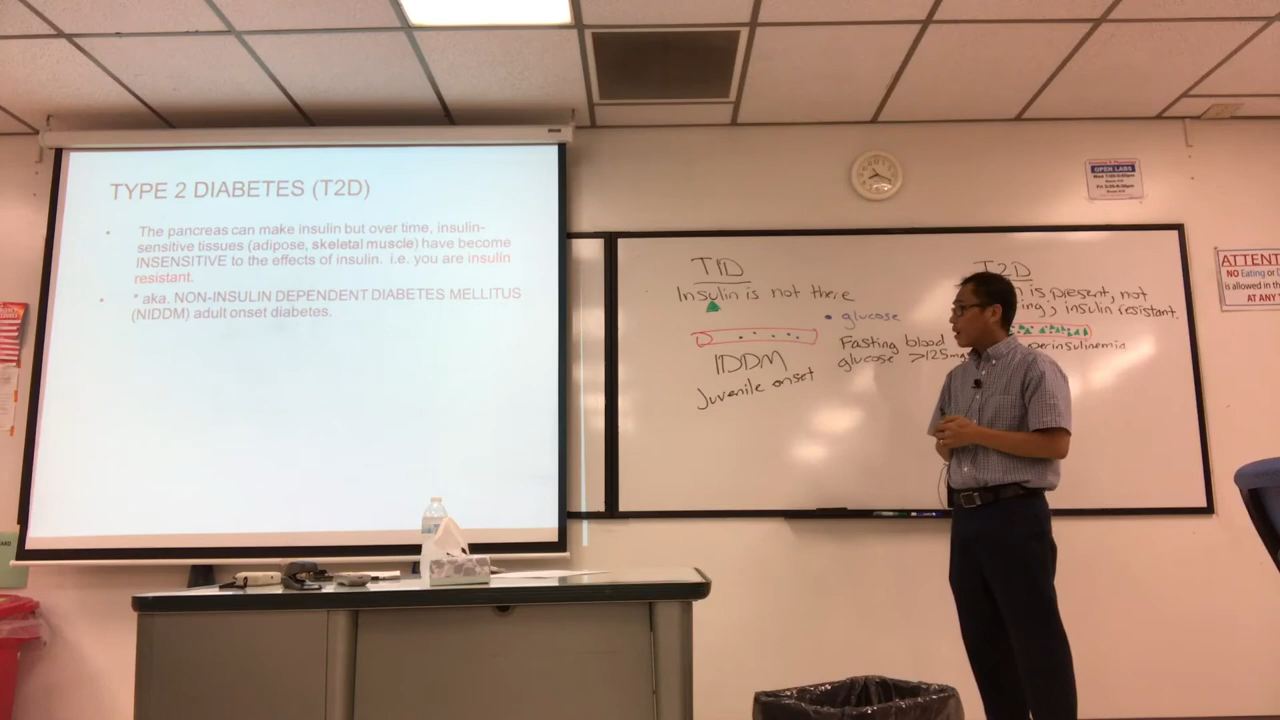 TYPE 2 DIABETES (T2D)
• The pancreas can make insulin but over time, insulin-
sensitive tissues (adipose, skeletal muscle) have become
INSENSITIVE to the effects of insulin. i.e. you are insulin
resistant.
• * aka, NON-INSULIN DEPENDENT DIABETES MELLITUS
(NIDDM) adult onset diabetes.
T1D
Insulin is not there
• glucose
IDDM
Juvenile onset
Fasting blood
glucose >125
T2D
is present, not
ing; insulin resistant.
perinsulinemia
OPEN LABS
ATTENT
NO Eating or D
is allowed in th
AT ANY